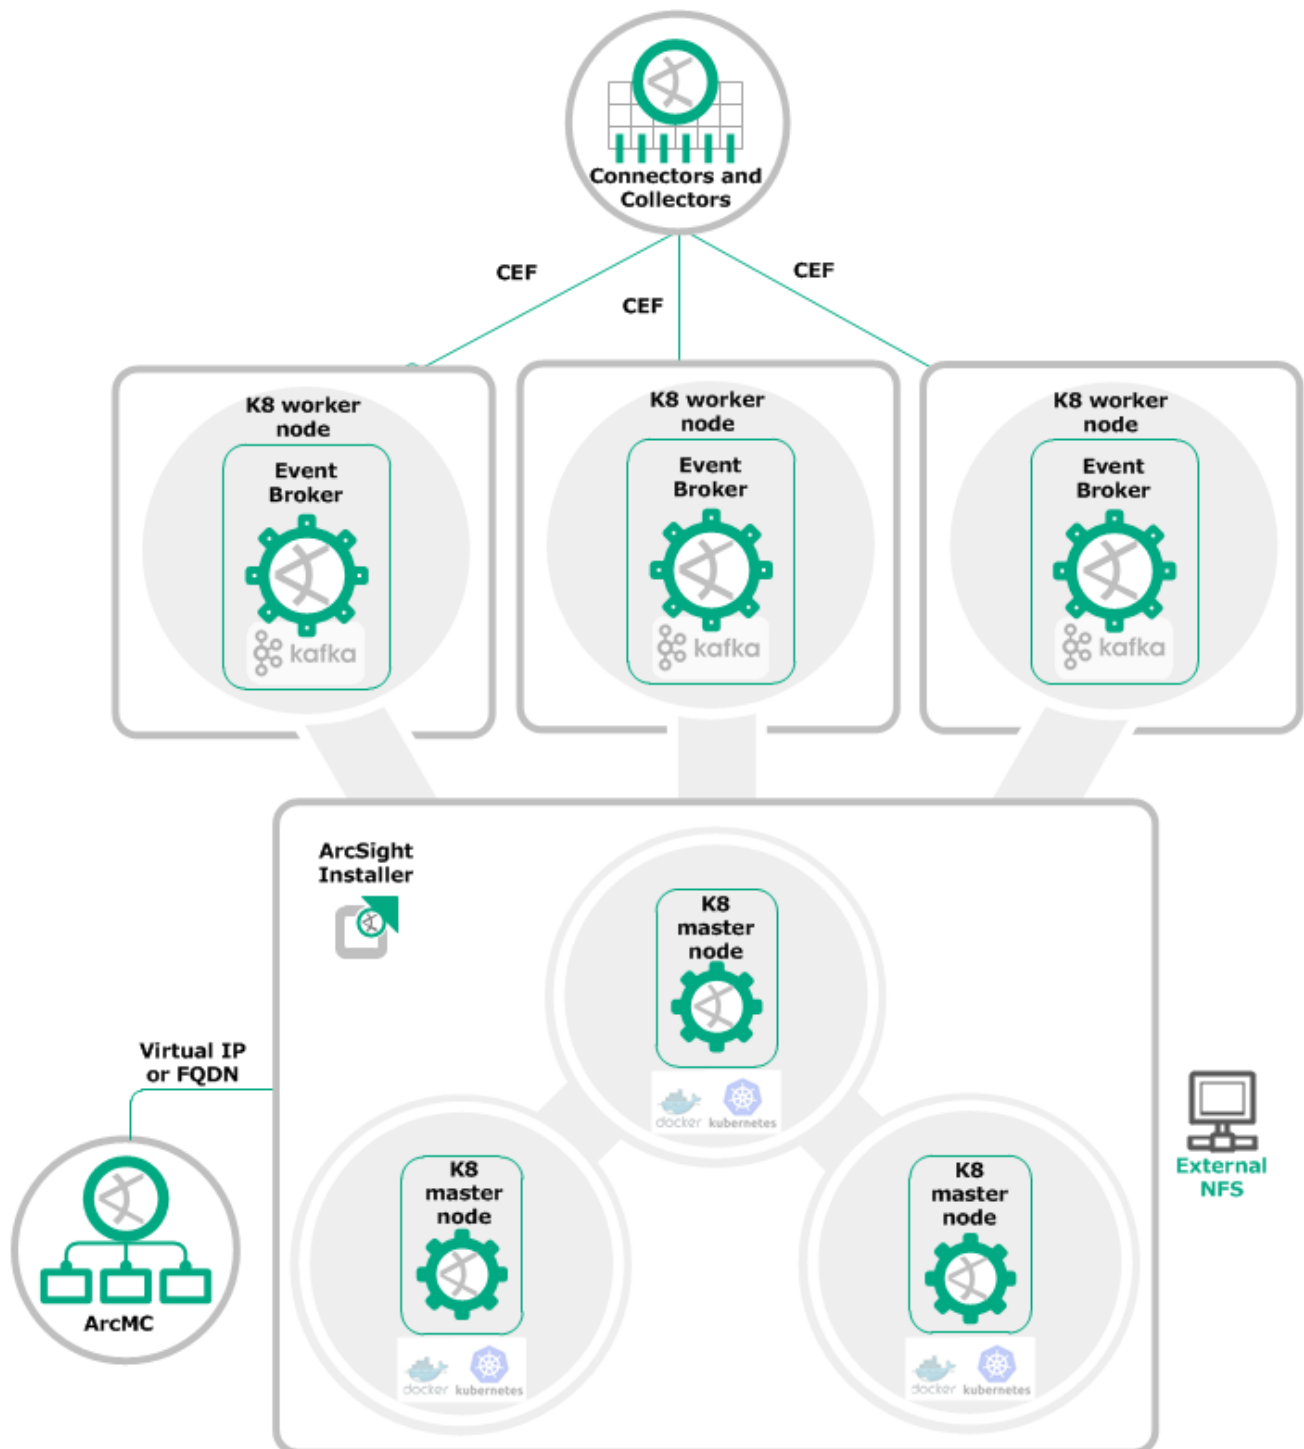 Connectors and
Collectors
CEF
CEF
CEF
K8 worker
node
Event
Broker
kafka
K8 worker
node
Event
Broker
kafka
K8 worker
node
Event
Broker
kafka
ArcSight
Installer
K8
master
node
docker
kubernetes
Virtual IP
or FQDN
ArcMC
K8
master
node
docker
kubernetes
K8
master
node
docker
kubernetes
External
NFS